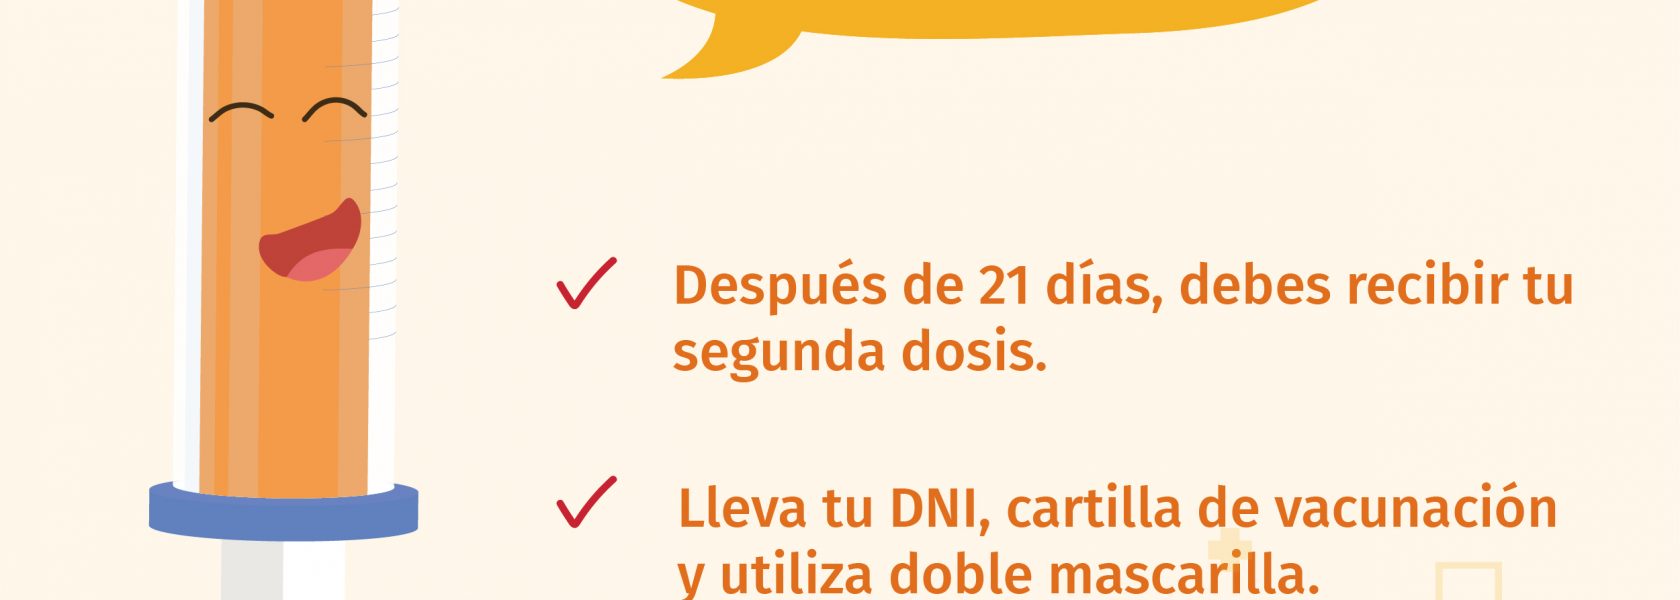 Después de 21 días, debes recibir tu
segunda dosis.
Lleva tu DNI, cartilla de vacunación
y utiliza doble mascarilla.